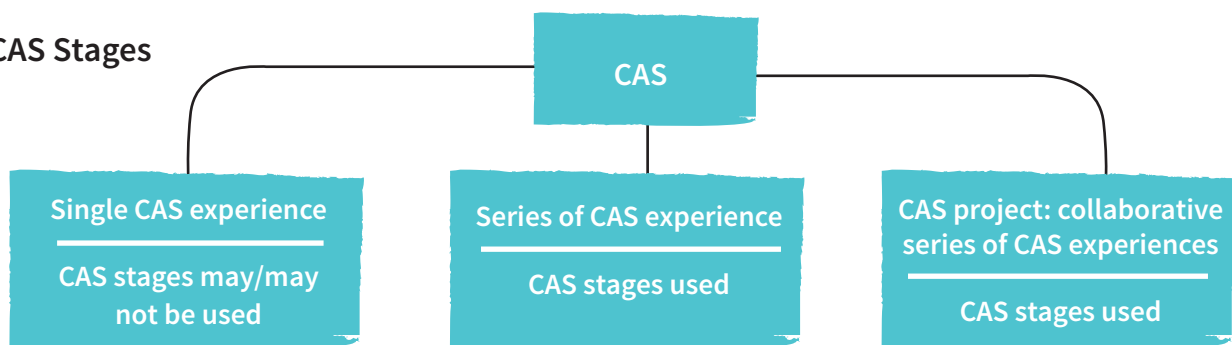 CAS Stages
CAS
Single CAS experience
CAS stages may/may
not be used
Series of CAS experience
CAS stages used
CAS project: collaborative
series of CAS experiences
CAS stages used